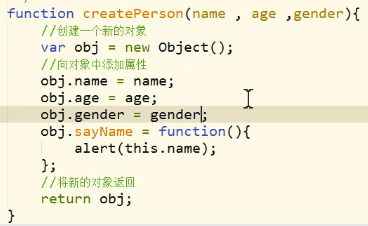 function createPerson(name , age ,gender){
//创建一个新的对象
var obj = new Object();
//向对象中添加属性
obj.name = name;
obj.age = age;
obj.gender = gender;
obj.sayName = function(){
alert(this.name);
};
//将新的对象返回
return obj;
}